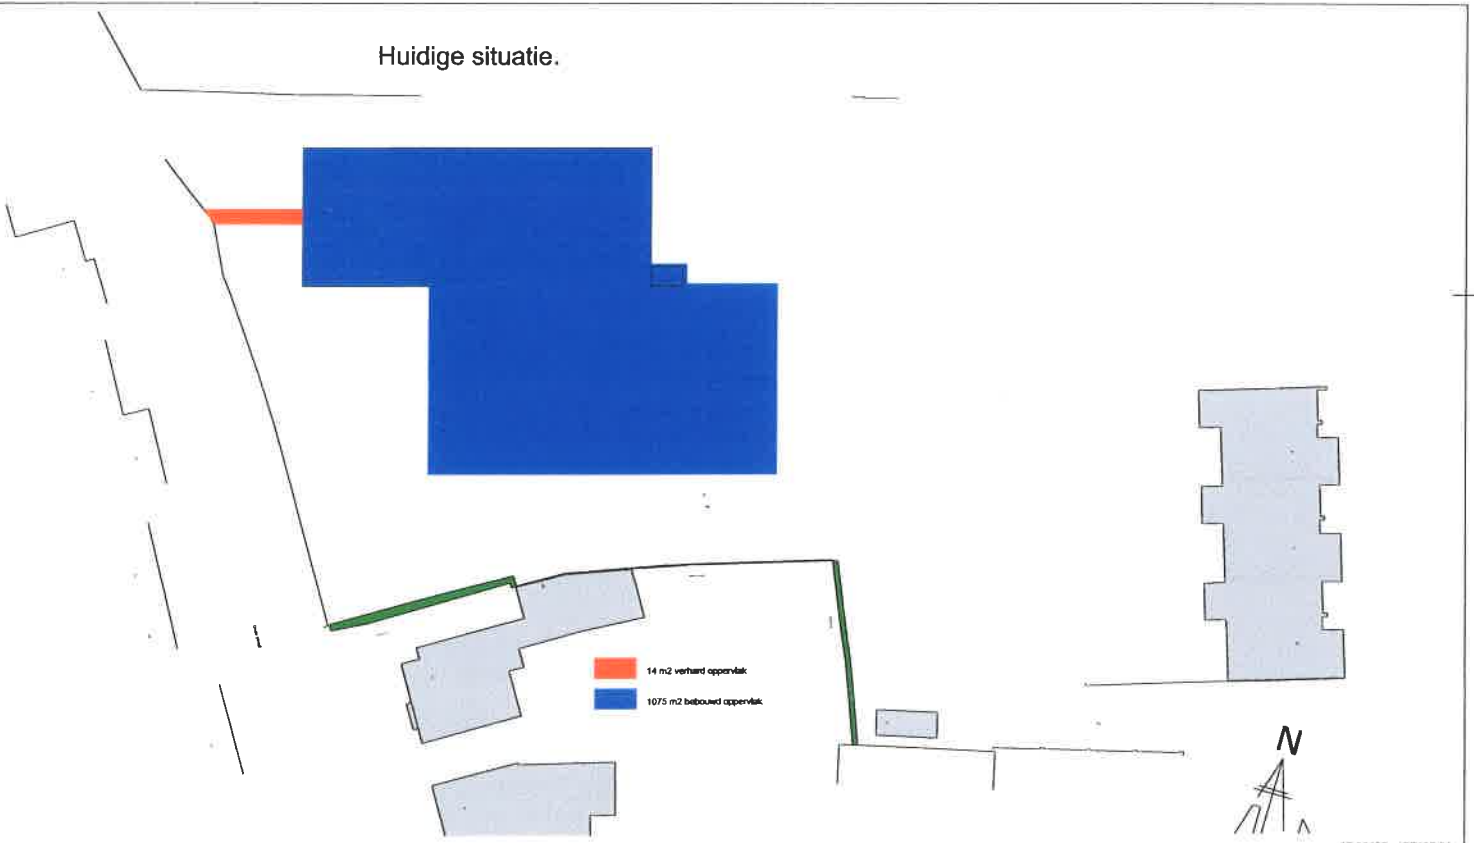 Huidige situatie.
14 m2 verhard oppervlak
1075 m2 bebouwd oppervlak
N